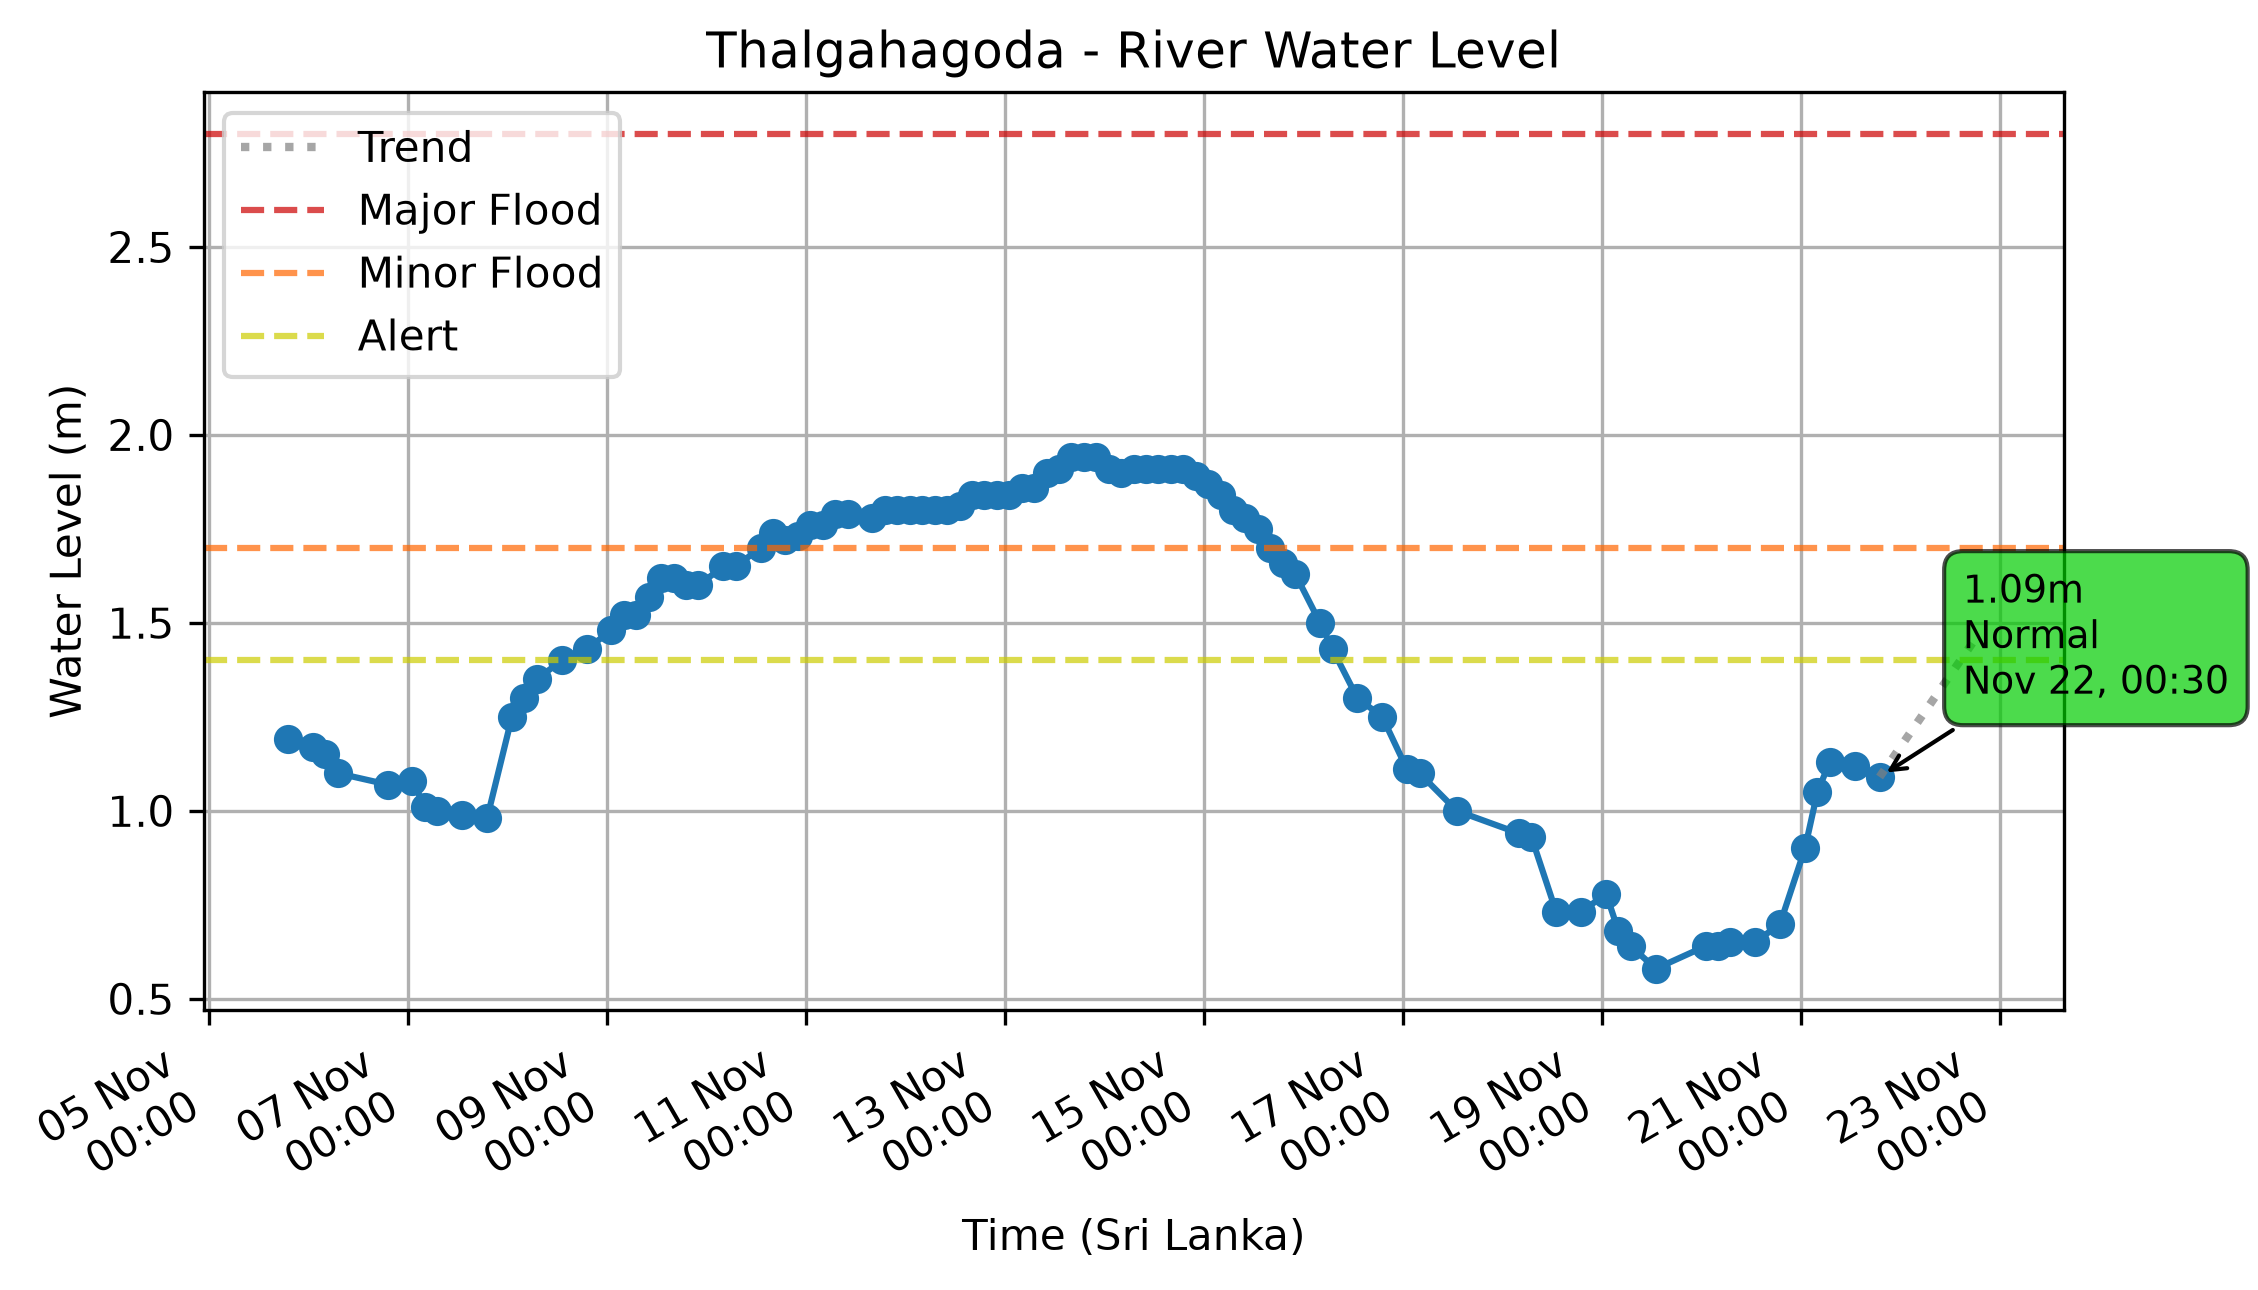 Thalgahagoda - River Water Level
Trend
Major Flood
Minor Flood
Alert
Water Level (m)
2.5
2.0
1.5
1.0
0.5
1.09m
Normal
Nov 22, 00:30
05 Nov
00:00
07 Nov
00:00
09 Nov
00:00
11 Nov
00:00
13 Nov
00:00
15 Nov
00:00
17 Nov
00:00
19 Nov
00:00
21 Nov
00:00
23 Nov
00:00
Time (Sri Lanka)